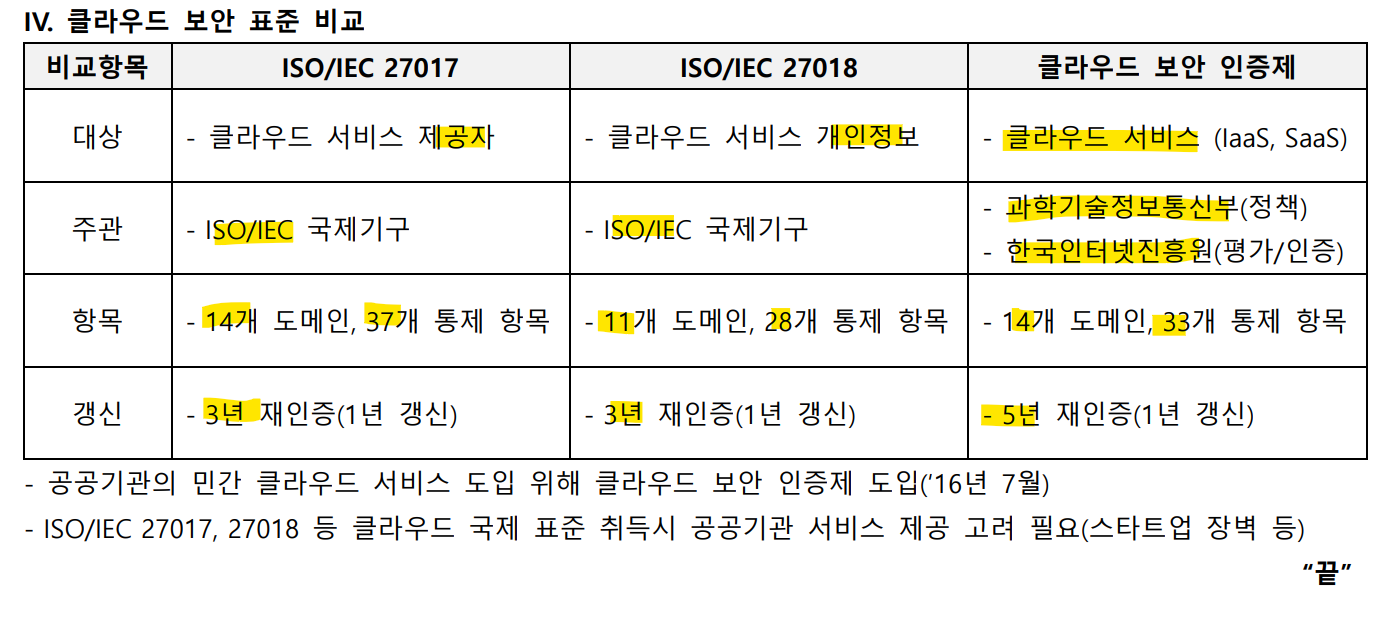 IV. 클라우드 보안 표준 비교
비교항목 ISO/IEC 27017 ISO/IEC 27018 클라우드 보안 인증제
대상 - 클라우드 서비스 제공자 - 클라우드 서비스 개인정보 - 클라우드 서비스 (IaaS, SaaS)
주관 - ISO/IEC 국제기구 - ISO/IEC 국제기구 - 과학기술정보통신부(정책)
- 한국인터넷진흥원(평가/인증)
항목 - 14개 도메인, 37개 통제 항목 - 11개 도메인, 28개 통제 항목 - 14개 도메인, 33개 통제 항목
갱신 - 3년 재인증(1년 갱신) - 3년 재인증(1년 갱신) - 5년 재인증(1년 갱신)
- 공공기관의 민간 클라우드 서비스 도입 위해 클라우드 보안 인증제 도입(’16년 7월)
- ISO/IEC 27017, 27018 등 클라우드 국제 표준 취득시 공공기관 서비스 제공 고려 필요(스타트업 장벽 등)
“끝”